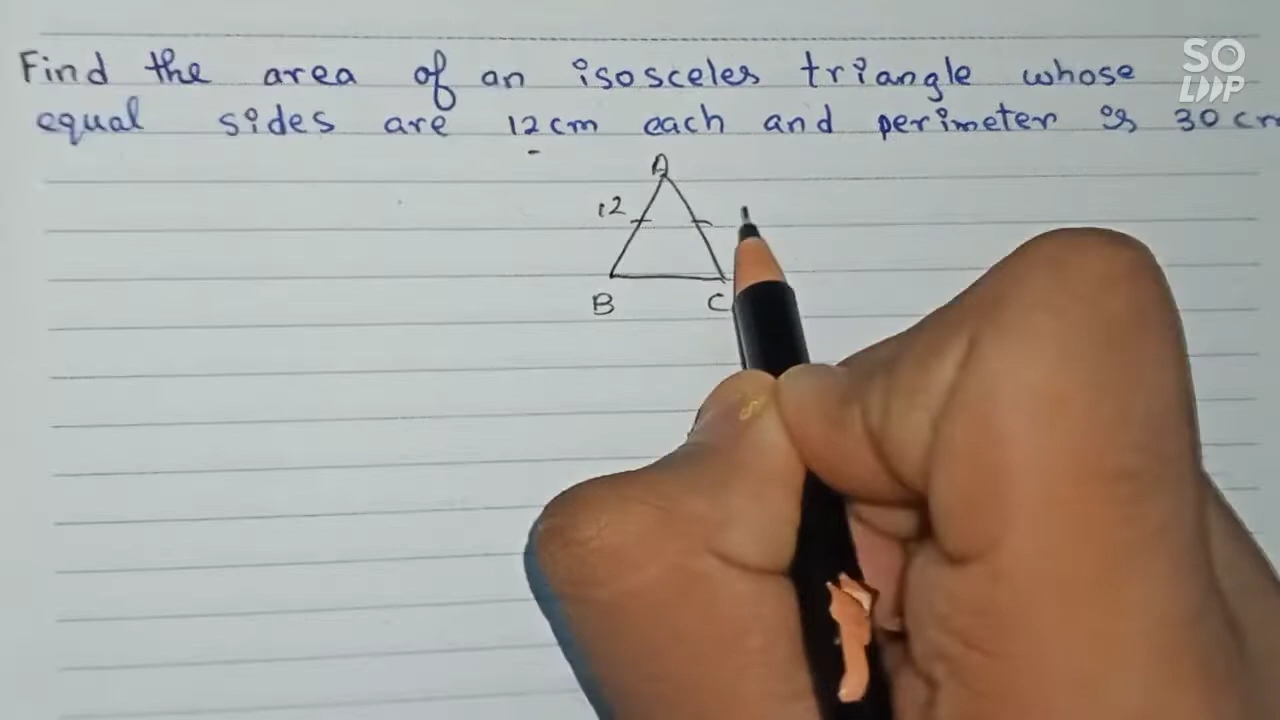 SO
LOOP
Find the area of an isosceles triangle whose
equal sides are 12cm each and perimeter is 30 cm
A
12
B C